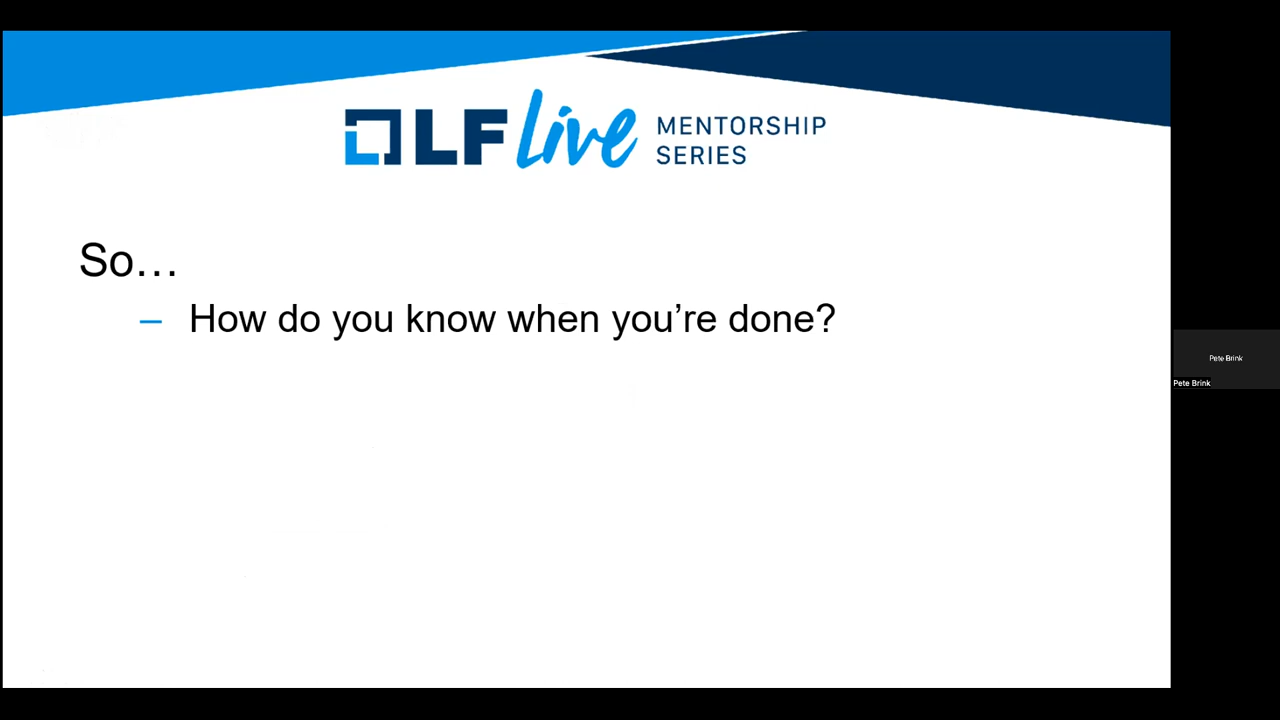 LF Live MENTORSHIP
SERIES
So…
– How do you know when you’re done?
Pete Brink
Pete Brink